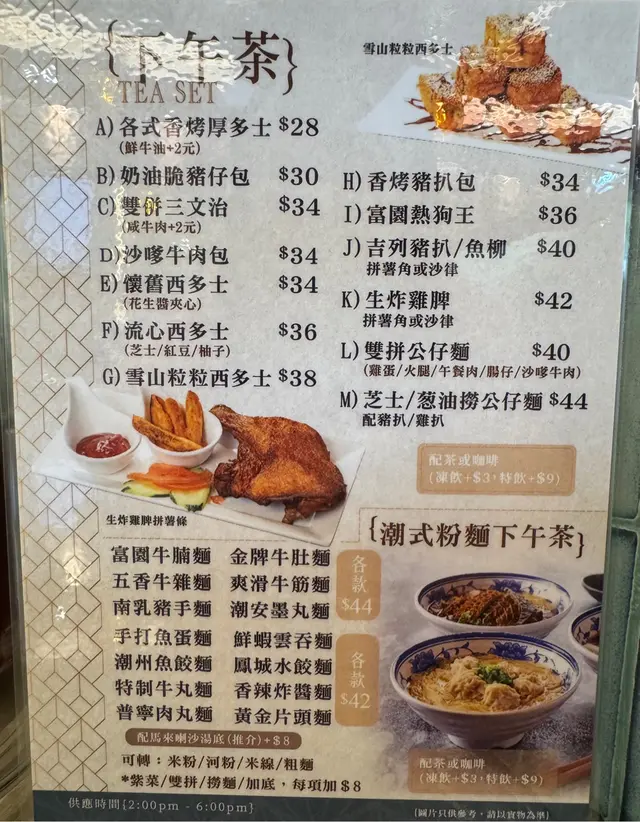 {下午茶}
TEA SET
雪山粒粒西多士
A) 各式香烤厚多士 $28
(鮮牛油+2元)
B) 奶油脆豬仔包 $30
C) 雙併三文治 $34
(咸牛肉+2元)
D) 沙嗲牛肉包 $34
E) 懷舊西多士 $34
(花生醬夾心)
F) 流心西多士 $36
(芝士/紅豆/柚子)
G) 雪山粒粒西多士 $38
H) 香烤豬扒包 $34
I) 富園熱狗王 $36
J) 吉列豬扒/魚柳 $40
拼薯角或沙律
K) 生炸雞脾 $42
拼薯角或沙律
L) 雙拼公仔麵 $40
(雞蛋/火腿/午餐肉/腸仔/沙嗲牛肉)
M) 芝士/葱油撈公仔麵 $44
配豬扒/雞扒
配茶或咖啡
(凍飲+$3,特飲+$9)
生炸雞脾拼薯條
{潮式粉麵下午茶}
富園牛腩麵 金牌牛肚麵
五香牛雜麵 爽滑牛筋麵
南乳豬手麵 潮安墨丸麵
各款
$44
手打魚蛋麵 鮮蝦雲吞麵
潮州魚餃麵 鳳城水餃麵
特制牛丸麵 香辣炸醬麵
普寧肉丸麵 黃金片頭麵
各款
$42
配馬來喇沙湯底(推介)+$8
可轉：米粉/河粉/米線/粗麵
*紫菜/雙拼/撈麵/加底，每項加$8
配茶或咖啡
(凍飲+$3,特飲+$9)
供應時間{2:00pm - 6:00pm}
(圖片只供參考，請以實物為準)